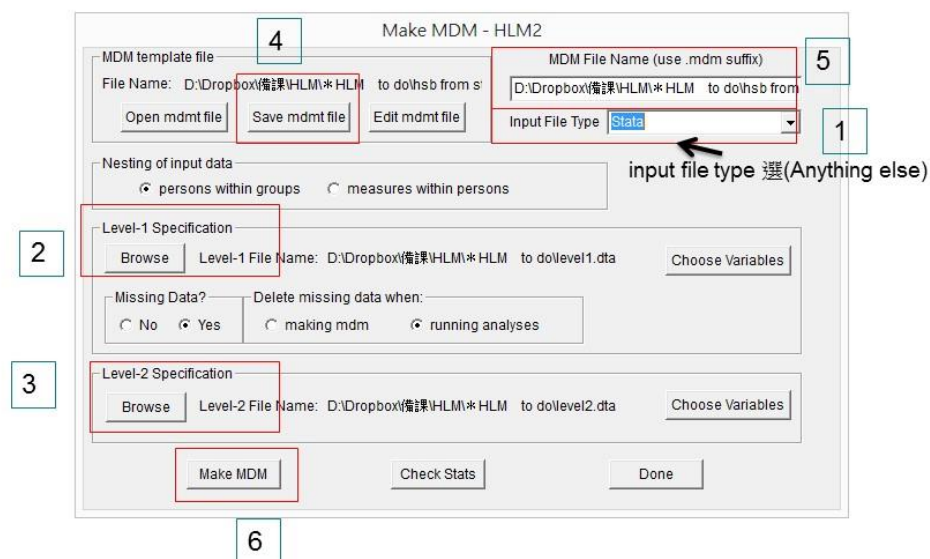 Make MDM - HLM2
4
MDM template file
File Name: D:\Dropbox\備課\HLM\*HLM to do\hsb from s
Open mdmt file Save mdmt file Edit mdmt file
MDM File Name (use .mdm suffix)
5
D:\Dropbox\備課\HLM\*HLM to do\hsb from
Input File Type Stata
1
input file type 選(Anything else)
Nesting of input data
persons within groups measures within persons
2
Level-1 Specification
Browse Level-1 File Name: D:\Dropbox\備課\HLM\*HLM to do\level1.dta Choose Variables
Missing Data? Delete missing data when:
No Yes making mdm running analyses
3
Level-2 Specification
Browse Level-2 File Name: D:\Dropbox\備課\HLM\*HLM to do\level2.dta Choose Variables
Make MDM Check Stats Done
6